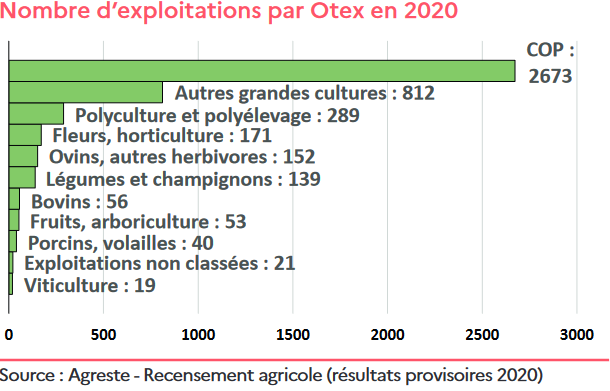 Nombre d’exploitations par Otex en 2020
COP :
2673
Autres grandes cultures : 812
Polyculture et polyélevage : 289
Fleurs, horticulture : 171
Ovins, autres herbivores : 152
Légumes et champignons : 139
Bovins : 56
Fruits, arboriculture : 53
Porcins, volailles : 40
Exploitations non classées : 21
Viticulture : 19
0 500 1000 1500 2000 2500 3000
Source : Agreste - Recensement agricole (résultats provisoires 2020)